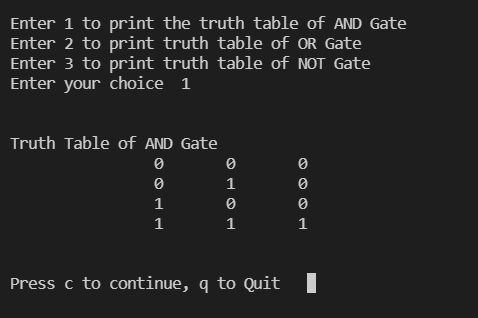 Enter 1 to print the truth table of AND Gate
Enter 2 to print truth table of OR Gate
Enter 3 to print truth table of NOT Gate
Enter your choice  1
Truth Table of AND Gate
0 0 0
0 1 0
1 0 0
1 1 1
Press c to continue, q to Quit